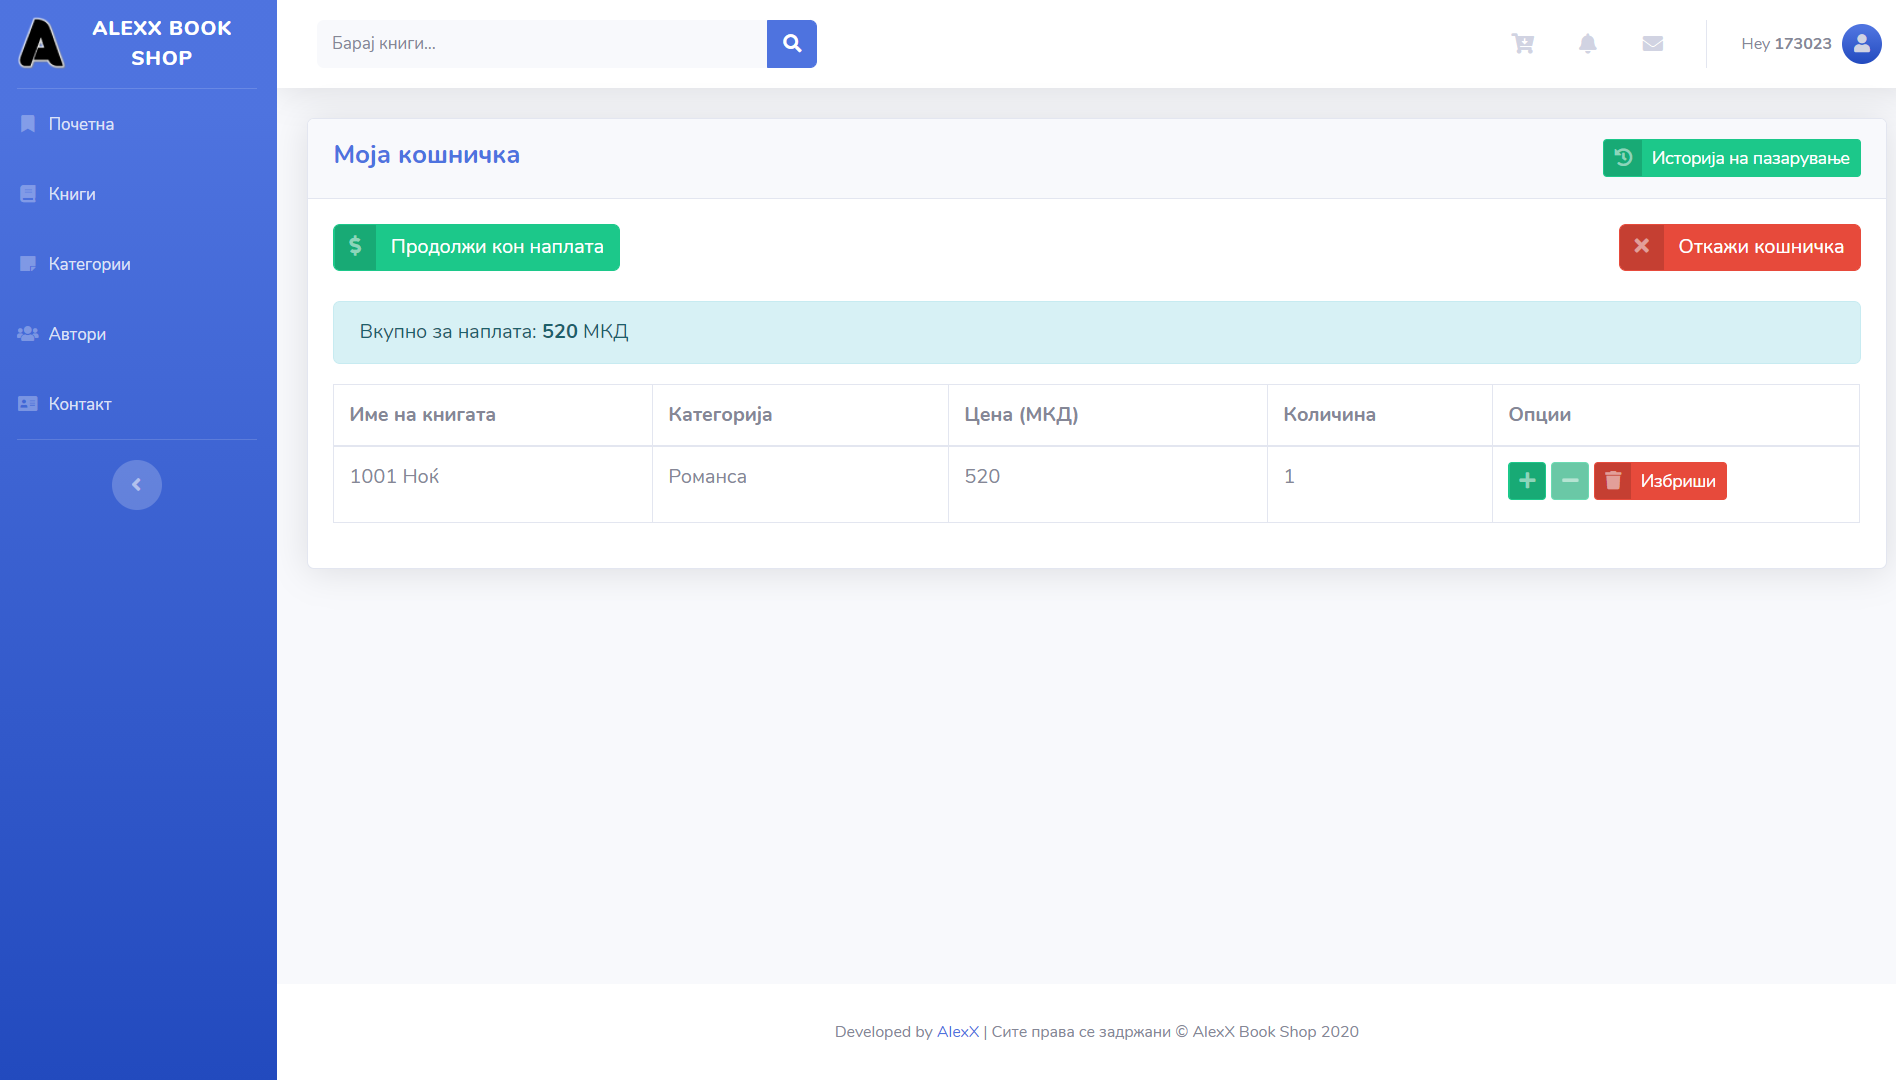 ALEXX BOOK
SHOP
Почетна
Книги
Категории
Автори
Контакт
Барај книги...
Hey 173023
Моја кошничка
Историја на пазарување
Продолжи кон наплата
Откажи кошничка
Вкупно за наплата: 520 МКД
Име на книгата Категорија Цена (МКД) Количина Опции
1001 Ноќ Романса 520 1 Избриши
Developed by AlexX | Сите права се задржани © AlexX Book Shop 2020